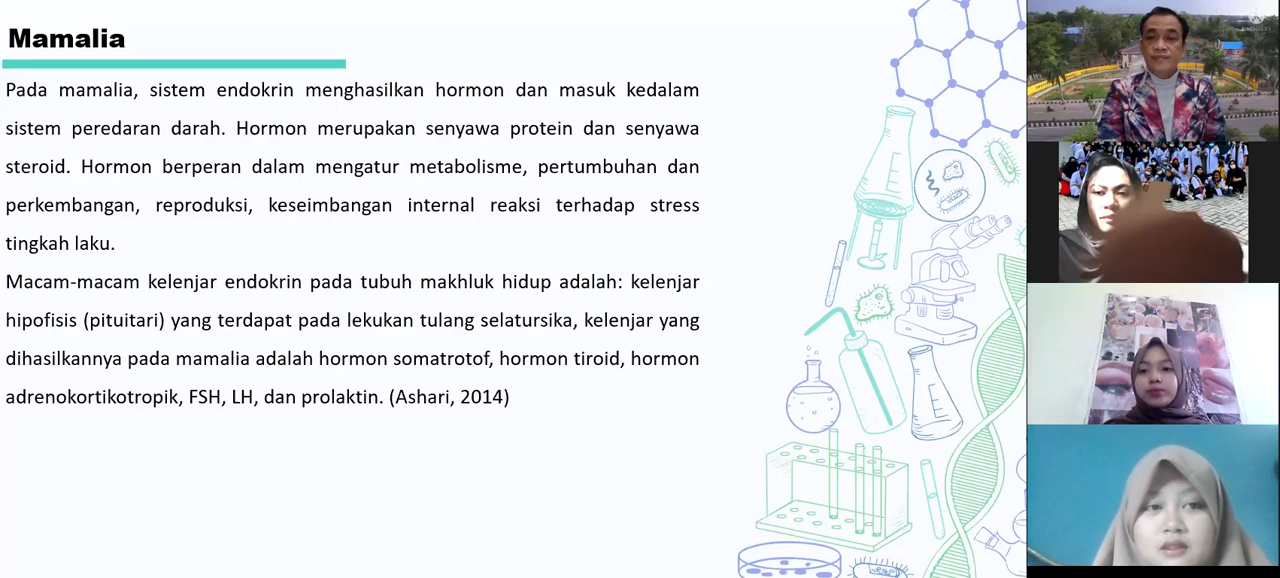 Mamalia
Pada mamalia, sistem endokrin menghasilkan hormon dan masuk kedalam
sistem peredaran darah. Hormon merupakan senyawa protein dan senyawa
steroid. Hormon berperan dalam mengatur metabolisme, pertumbuhan dan
perkembangan, reproduksi, keseimbangan internal reaksi terhadap stress
tingkah laku.
Macam-macam kelenjar endokrin pada tubuh makhluk hidup adalah: kelenjar
hipofisis (pituitari) yang terdapat pada lekukan tulang selatursika, kelenjar yang
dihasilkannya pada mamalia adalah hormon somatrotof, hormon tiroid, hormon
adrenokortikotropik, FSH, LH, dan prolaktin. (Ashari, 2014)